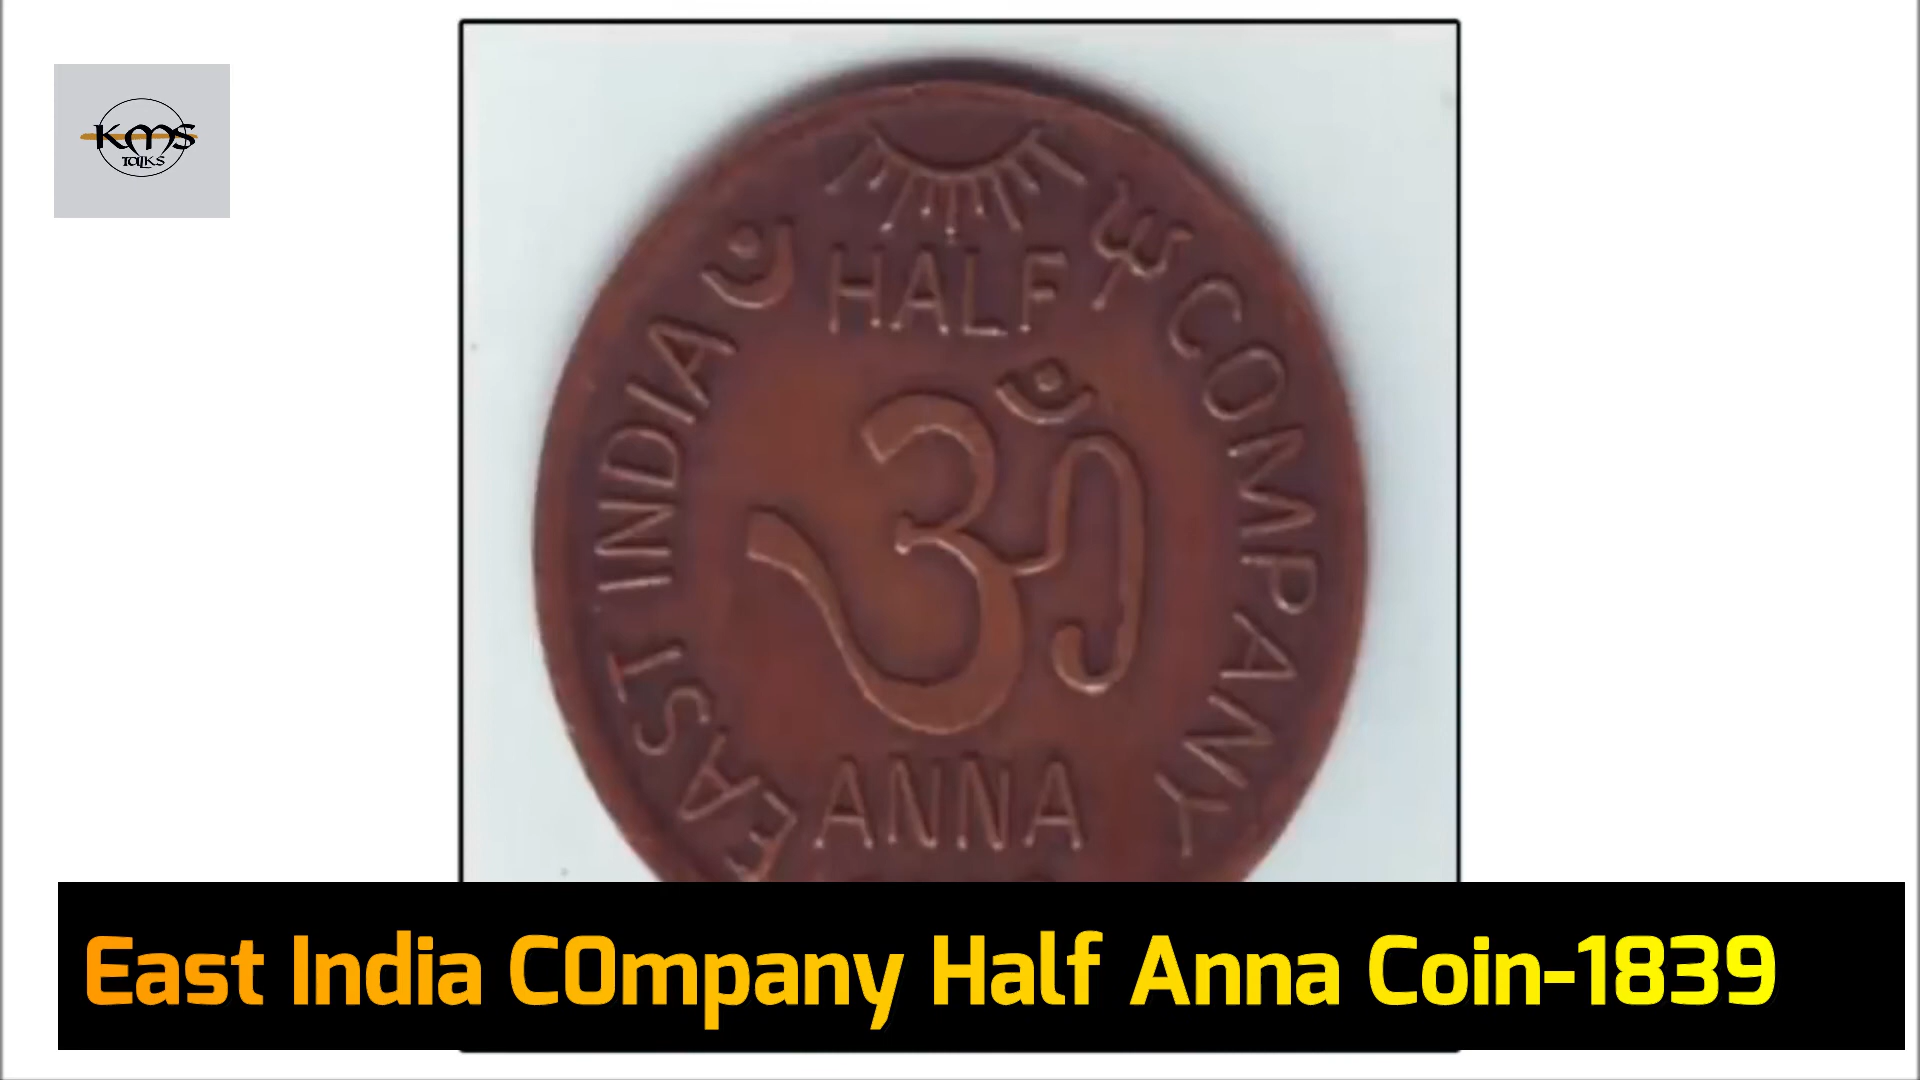 KMS
TALKS
HALF
EAST INDIA
COMPANY
ॐ
ANNA
East India COmpany Half Anna Coin-1839